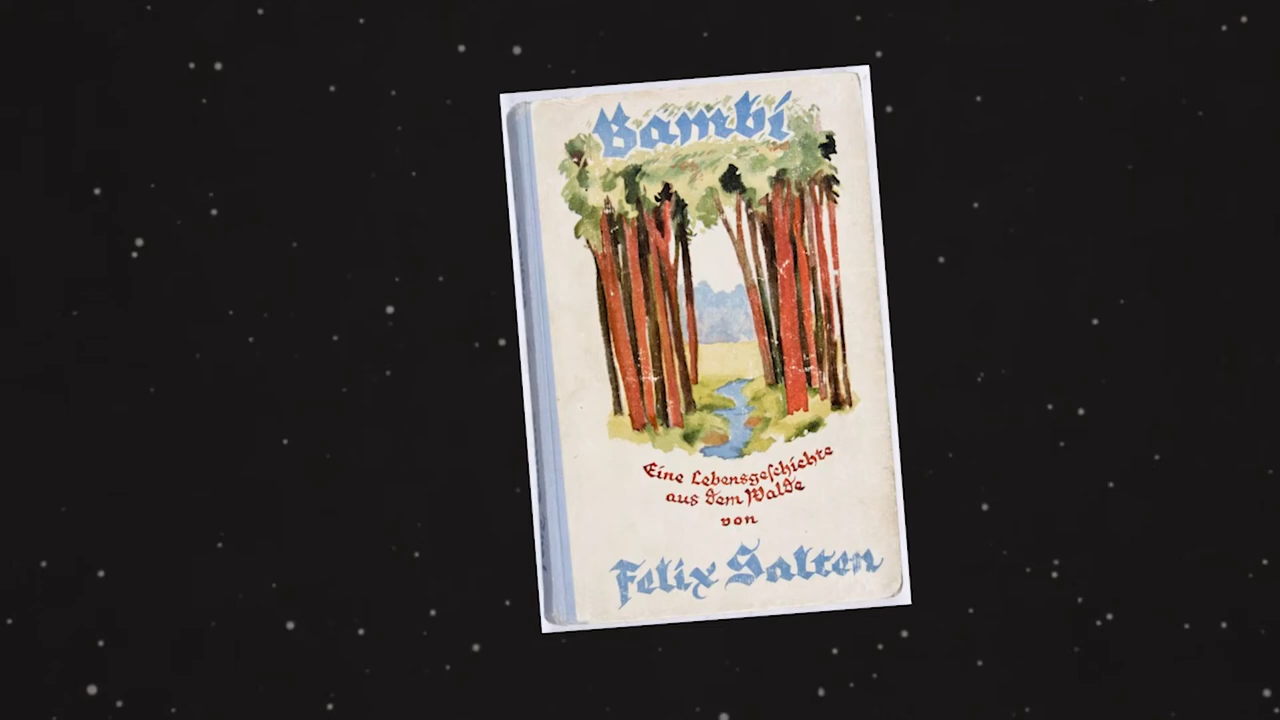 Bambi
Eine Lebensgeschichte
aus dem Walde
von
Felix Salten